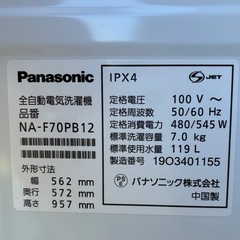 Panasonic
全自動電気洗濯機
品番
NA-F70PB12
外形寸法
幅 562 mm
奥行 572 mm
高さ 957 mm
IPX4
S JET
定格電圧 100 V～
定格周波数 50/60 Hz
定格消費電力 480/545 W
標準洗濯容量 7.0 kg
標準使用水量 119 L
製造番号 19O3401155
PS E
パナソニック株式会社
中国製